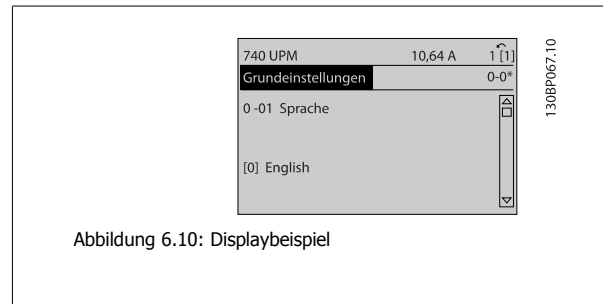 740 UPM 10,64 A 1 [1]
Grundeinstellungen 0-0*
0 -01 Sprache
[0] English
130BP067.10
Abbildung 6.10: Displaybeispiel